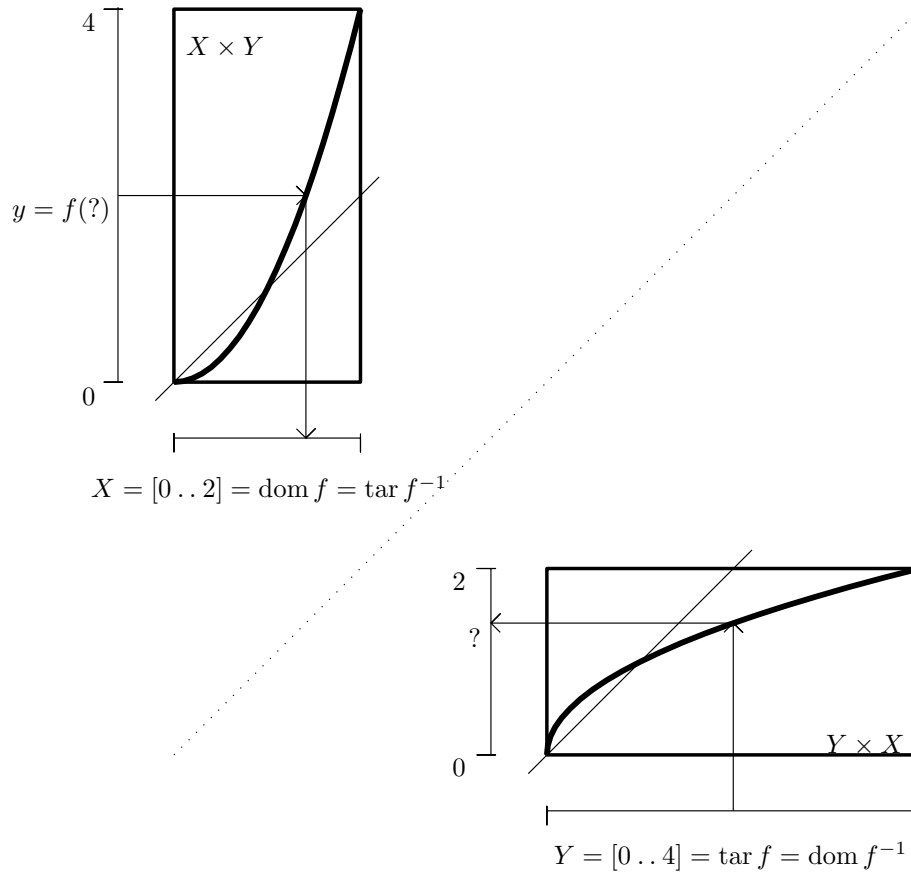 4
X × Y
y = f(?)
0
X = [0 . . 2] = dom f = tar f⁻¹
2
?
0
Y × X
Y = [0 . . 4] = tar f = dom f⁻¹